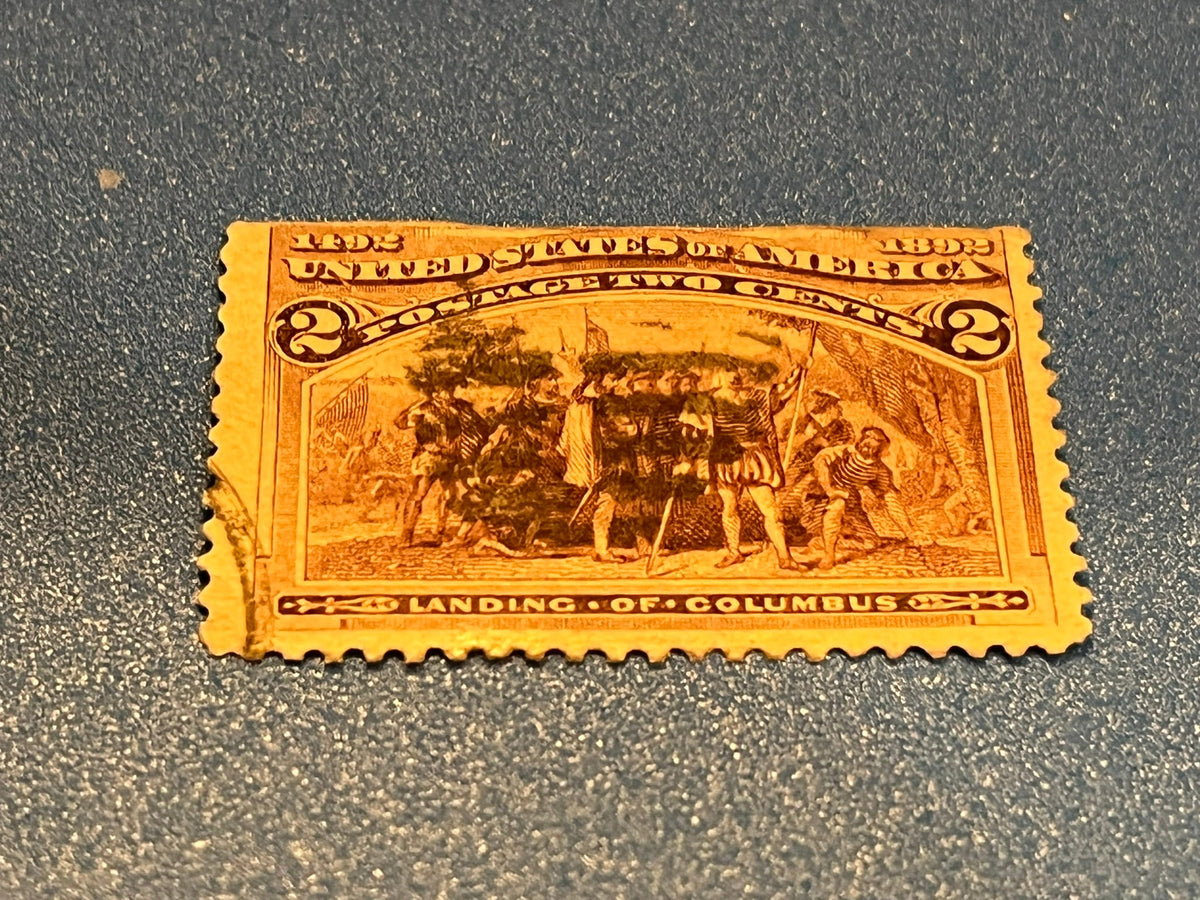 1492 1892
UNITED STATES OF AMERICA
2 POSTAGE TWO CENTS 2
LANDING · OF · COLUMBUS